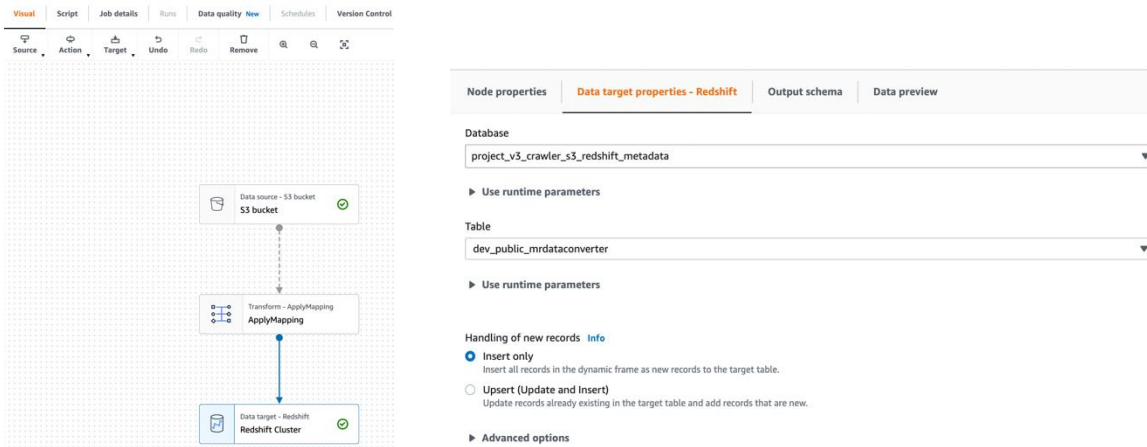 Visual Script Job details Runs Data quality New Schedules Version Control
Source Action Target Undo Redo Remove
Data source - S3 bucket
S3 bucket
Transform - ApplyMapping
ApplyMapping
Data target - Redshift
Redshift Cluster
Node properties Data target properties - Redshift Output schema Data preview
Database
project_v3_crawler_s3_redshift_metadata
Use runtime parameters
Table
dev_public_mrdataconverter
Use runtime parameters
Handling of new records Info
Insert only
Insert all records in the dynamic frame as new records to the target table.
Upsert (Update and Insert)
Update records already existing in the target table and add records that are new.
Advanced options